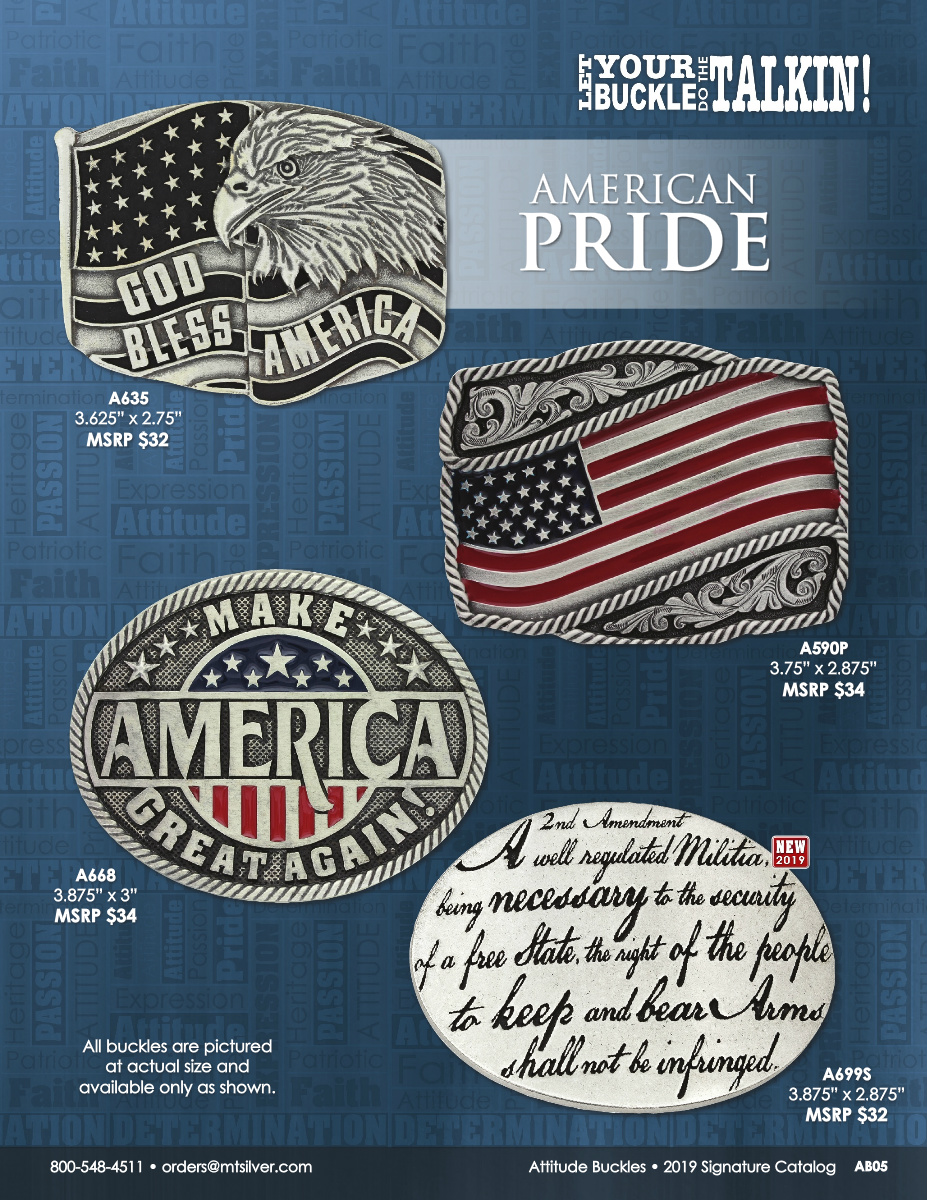 LET YOUR BUCKLE DO THE TALKIN!
AMERICAN
PRIDE
GOD
BLESS AMERICA
A635
3.625” x 2.75”
MSRP $32
A590P
3.75” x 2.875”
MSRP $34
MAKE
AMERICA
GREAT AGAIN!
A668
3.875” x 3”
MSRP $34
2nd Amendment
A well regulated Militia,
being necessary to the security
of a free State, the right of the people
to keep and bear Arms
shall not be infringed.
NEW
2019
A699S
3.875” x 2.875”
MSRP $32
All buckles are pictured
at actual size and
available only as shown.
800-548-4511 • orders@mtsilver.com
Attitude Buckles • 2019 Signature Catalog AB05